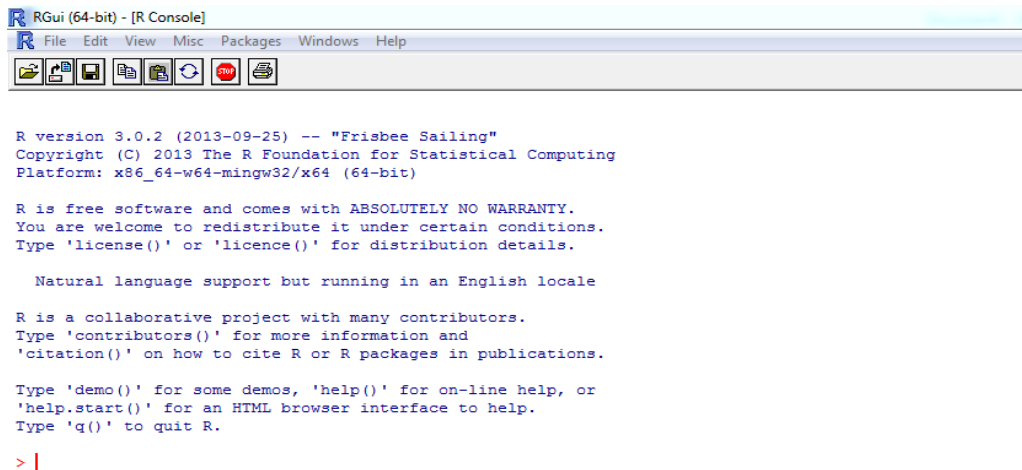 RGui (64-bit) - [R Console]
File Edit View Misc Packages Windows Help
STOP
R version 3.0.2 (2013-09-25) -- "Frisbee Sailing"
Copyright (C) 2013 The R Foundation for Statistical Computing
Platform: x86_64-w64-mingw32/x64 (64-bit)
R is free software and comes with ABSOLUTELY NO WARRANTY.
You are welcome to redistribute it under certain conditions.
Type 'license()' or 'licence()' for distribution details.
Natural language support but running in an English locale
R is a collaborative project with many contributors.
Type 'contributors()' for more information and
'citation()' on how to cite R or R packages in publications.
Type 'demo()' for some demos, 'help()' for on-line help, or
'help.start()' for an HTML browser interface to help.
Type 'q()' to quit R.
>